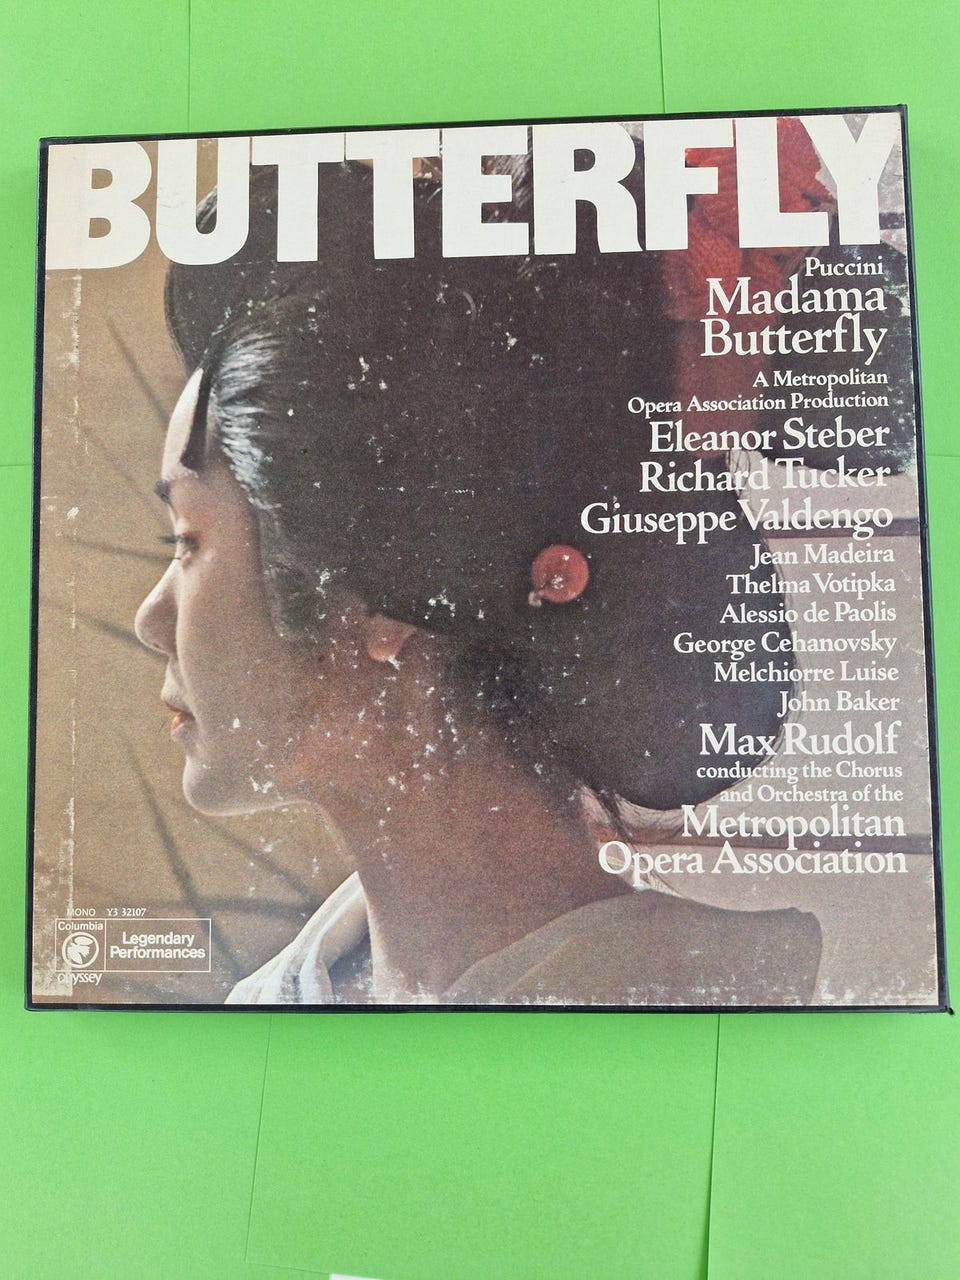 BUTTERFLY
Puccini
Madama
Butterfly
A Metropolitan
Opera Association Production
Eleanor Steber
Richard Tucker
Giuseppe Valdengo
Jean Madeira
Thelma Votipka
Alessio de Paolis
George Cehanovsky
Melchiorre Luise
John Baker
Max Rudolf
conducting the Chorus
and Orchestra of the
Metropolitan
Opera Association
MONO Y3 32107
Columbia
Legendary
Performances
odyssey